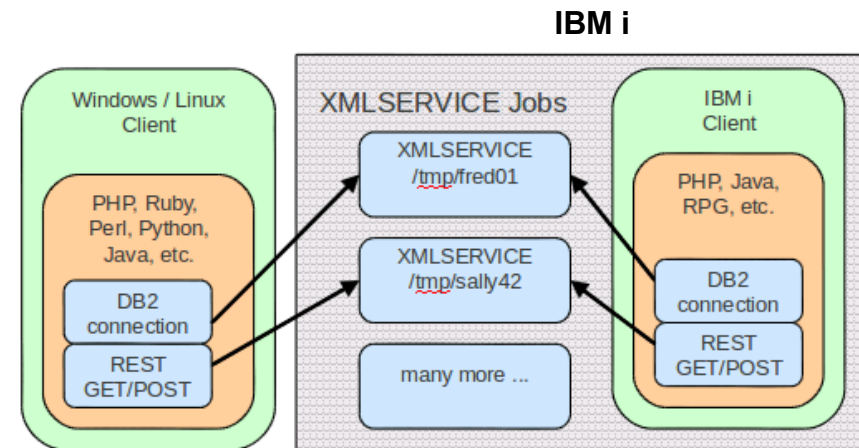 IBM i
Windows / Linux
Client
PHP, Ruby,
Perl, Python,
Java, etc.
DB2
connection
REST
GET/POST
XMLSERVICE Jobs
XMLSERVICE
/tmp/fred01
XMLSERVICE
/tmp/sally42
many more ...
IBM i
Client
PHP, Java,
RPG, etc.
DB2
connection
REST
GET/POST